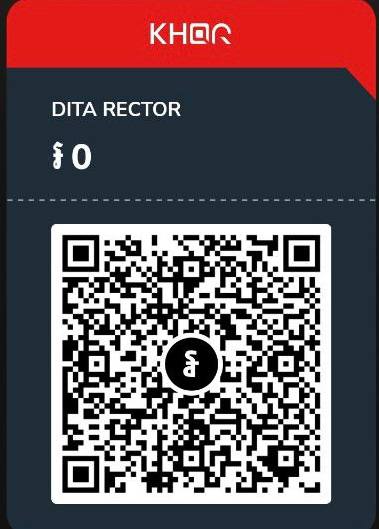 KHQR
DITA RECTOR
៛ 0
៛